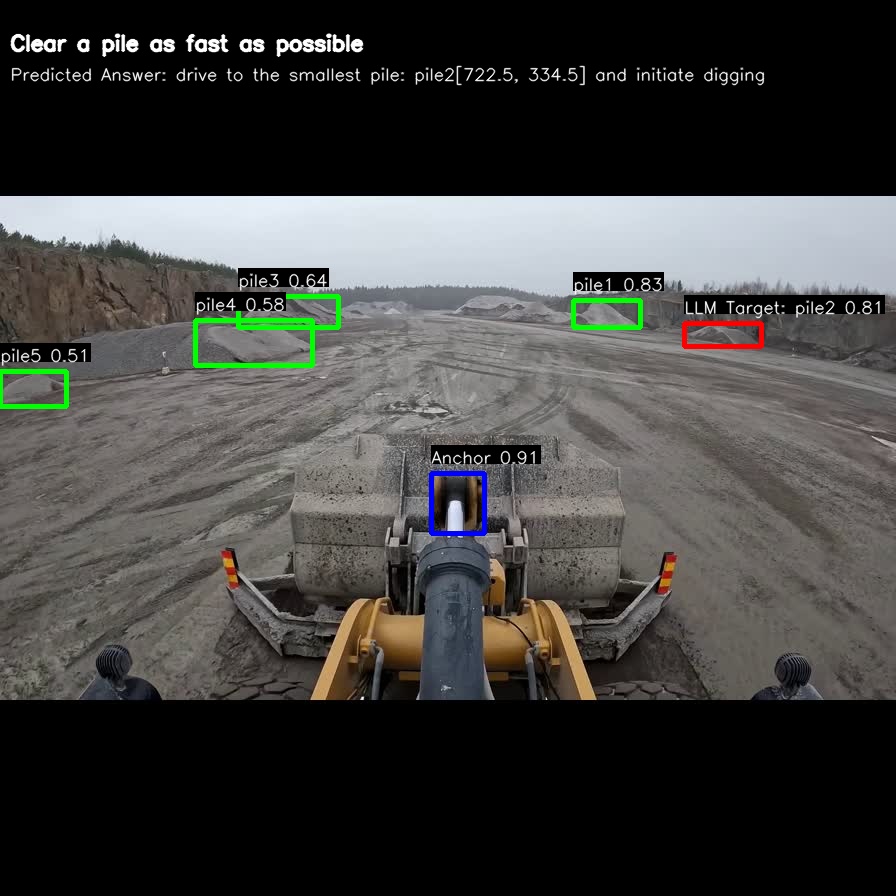 Clear a pile as fast as possible
Predicted Answer: drive to the smallest pile: pile2[722.5, 334.5] and initiate digging
pile3 0.64
pile1 0.83
pile4 0.58
LLM Target: pile2 0.81
pile5 0.51
Anchor 0.91